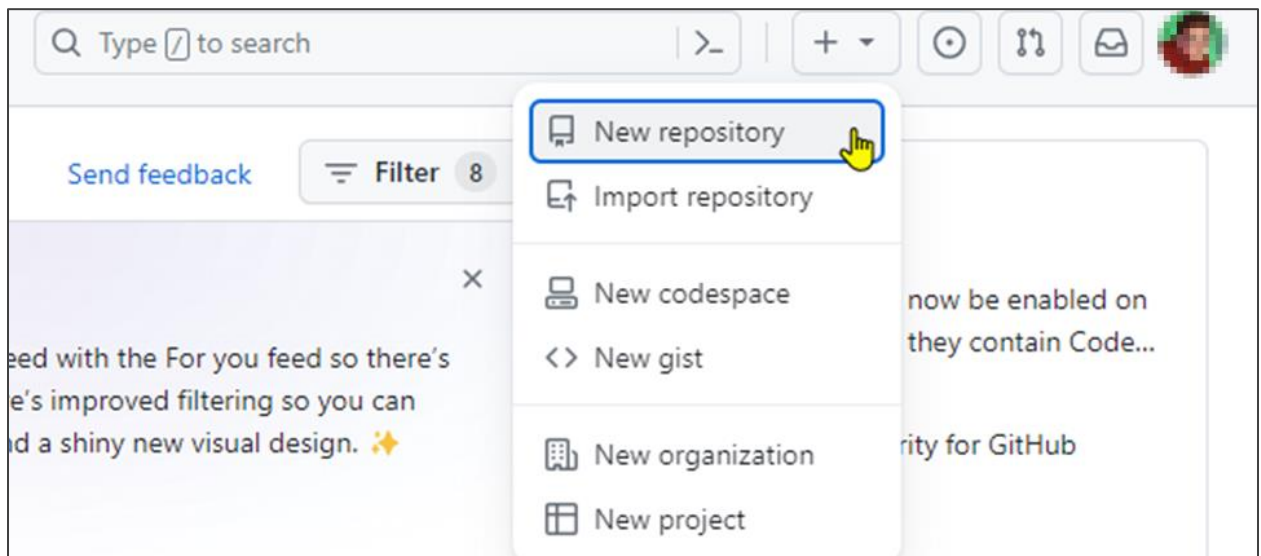 Type / to search
Send feedback
Filter 8
New repository
Import repository
New codespace
New gist
New organization
New project
eed with the For you feed so there's
e's improved filtering so you can
d a shiny new visual design. ✨
now be enabled on
they contain Code...
rity for GitHub